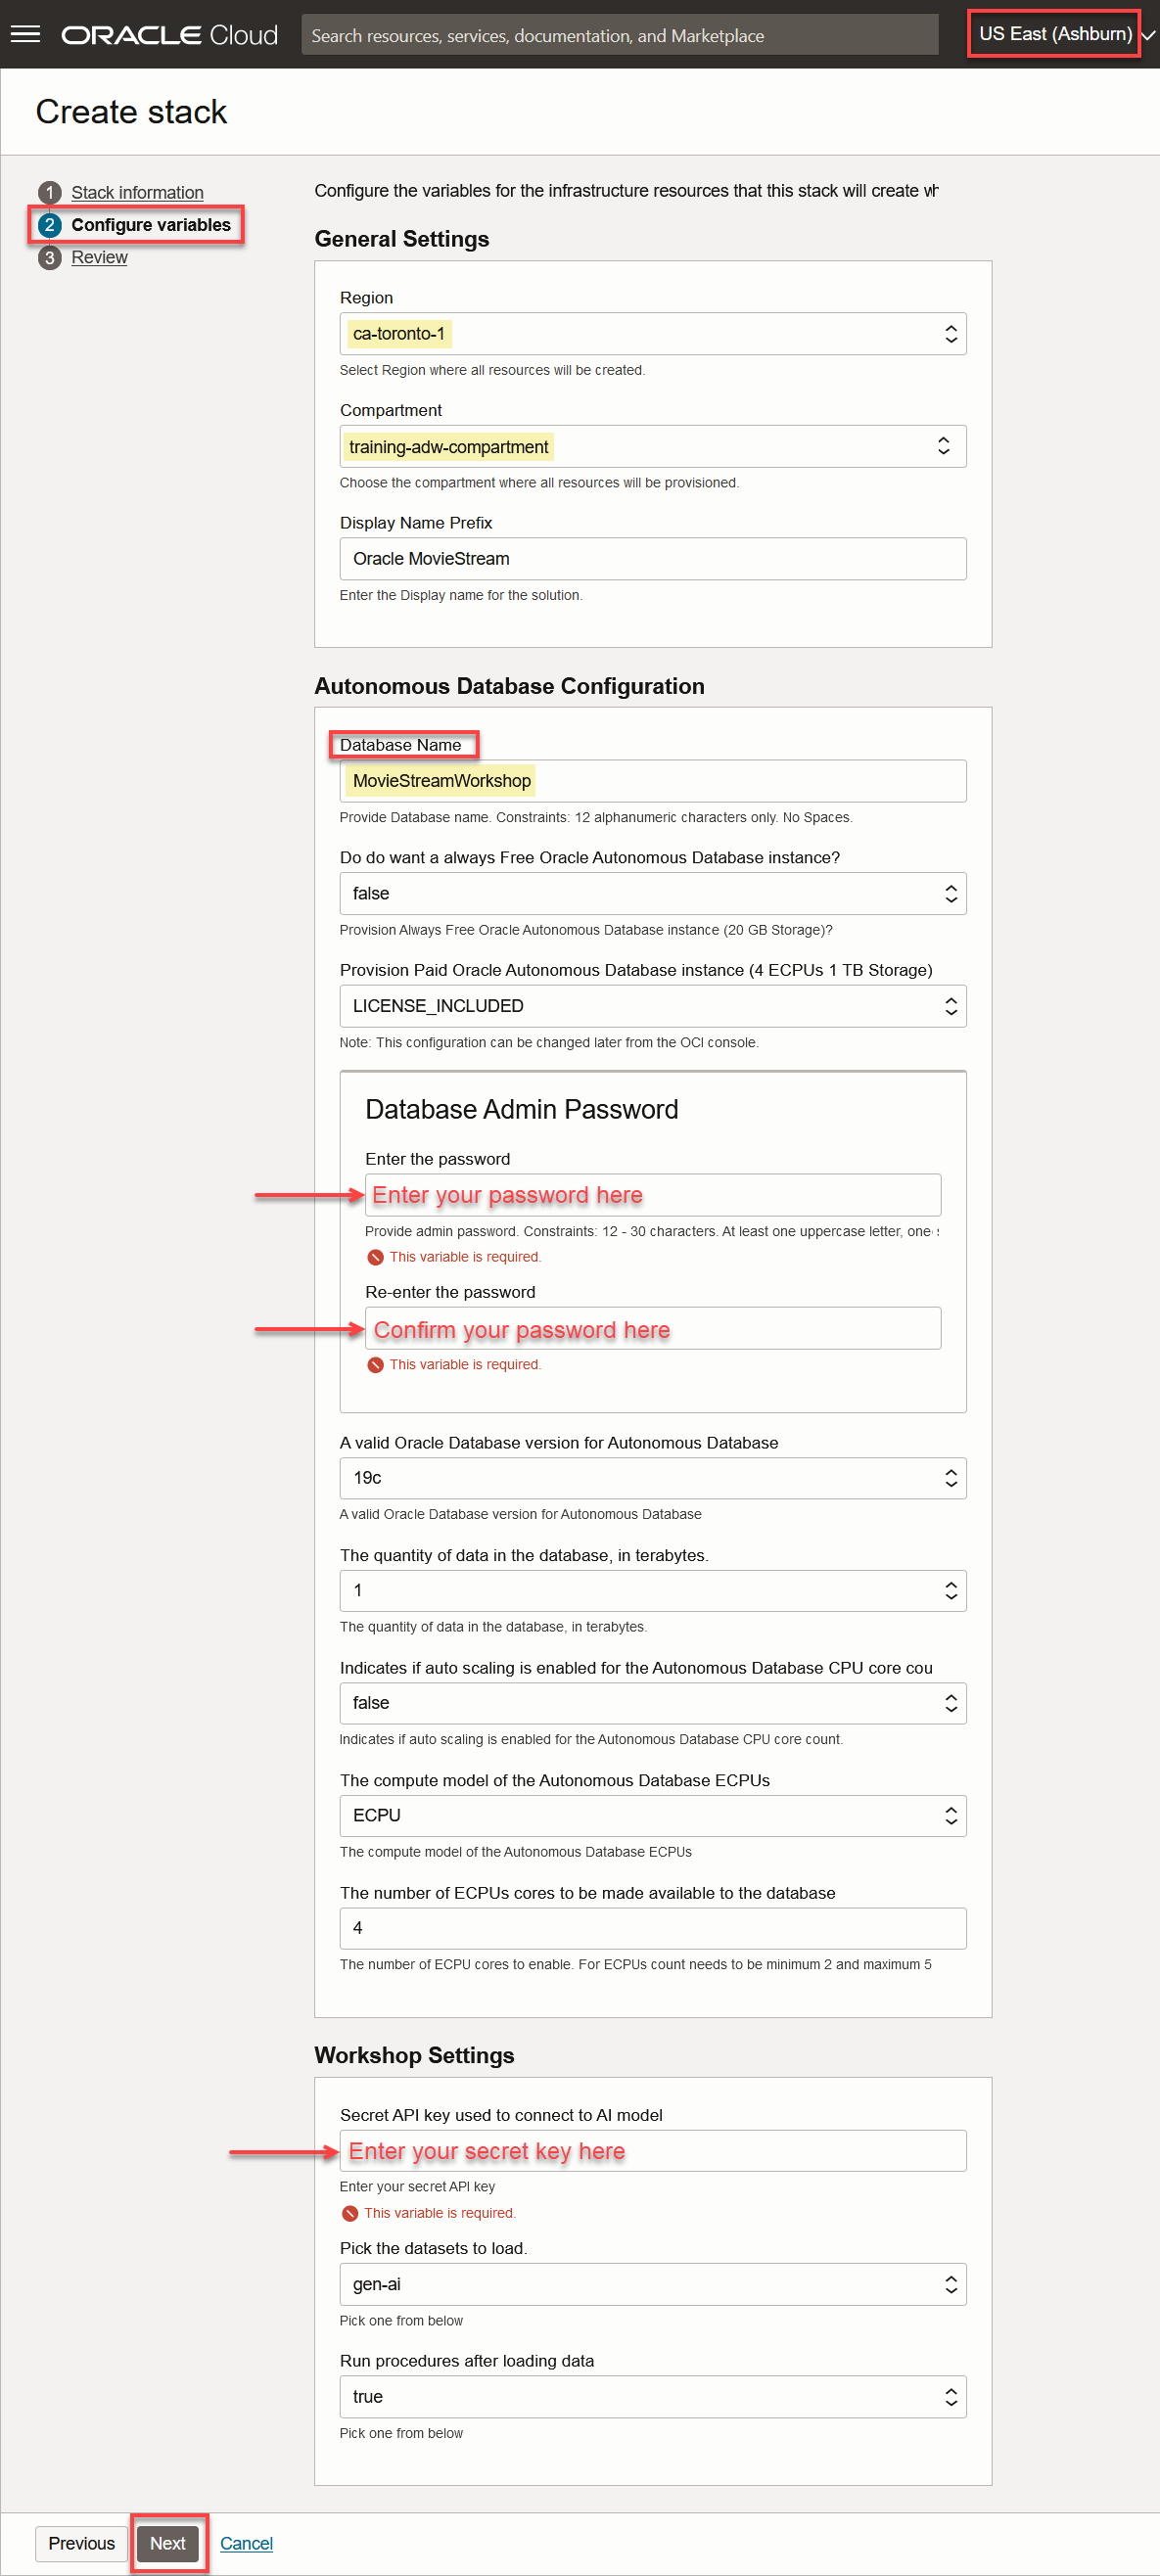 ORACLE Cloud
Search resources, services, documentation, and Marketplace
US East (Ashburn)
Create stack
1 Stack information
2 Configure variables
3 Review
Configure the variables for the infrastructure resources that this stack will create
General Settings
Region
ca-toronto-1
Select Region where all resources will be created.
Compartment
training-adw-compartment
Choose the compartment where all resources will be provisioned.
Display Name Prefix
Oracle MovieStream
Enter the Display name for the solution.
Autonomous Database Configuration
Database Name
MovieStreamWorkshop
Provide Database name. Constraints: 12 alphanumeric characters only. No Spaces.
Do do want a always Free Oracle Autonomous Database instance?
false
Provision Always Free Oracle Autonomous Database instance (20 GB Storage)?
Provision Paid Oracle Autonomous Database instance (4 ECPUs 1 TB Storage)
LICENSE_INCLUDED
Note: This configuration can be changed later from the OCI console.
Database Admin Password
Enter the password
Enter your password here
Provide admin password. Constraints: 12 - 30 characters. At least one uppercase letter, one
This variable is required.
Re-enter the password
Confirm your password here
This variable is required.
A valid Oracle Database version for Autonomous Database
19c
A valid Oracle Database version for Autonomous Database
The quantity of data in the database, in terabytes.
1
The quantity of data in the database, in terabytes.
Indicates if auto scaling is enabled for the Autonomous Database CPU core cou
false
Indicates if auto scaling is enabled for the Autonomous Database CPU core count.
The compute model of the Autonomous Database ECPUs
ECPU
The compute model of the Autonomous Database ECPUs
The number of ECPUs cores to be made available to the database
4
The number of ECPU cores to enable. For ECPUs count needs to be minimum 2 and maximum 5
Workshop Settings
Secret API key used to connect to AI model
Enter your secret key here
Enter your secret API key
This variable is required.
Pick the datasets to load.
gen-ai
Pick one from below
Run procedures after loading data
true
Pick one from below
Previous Next Cancel